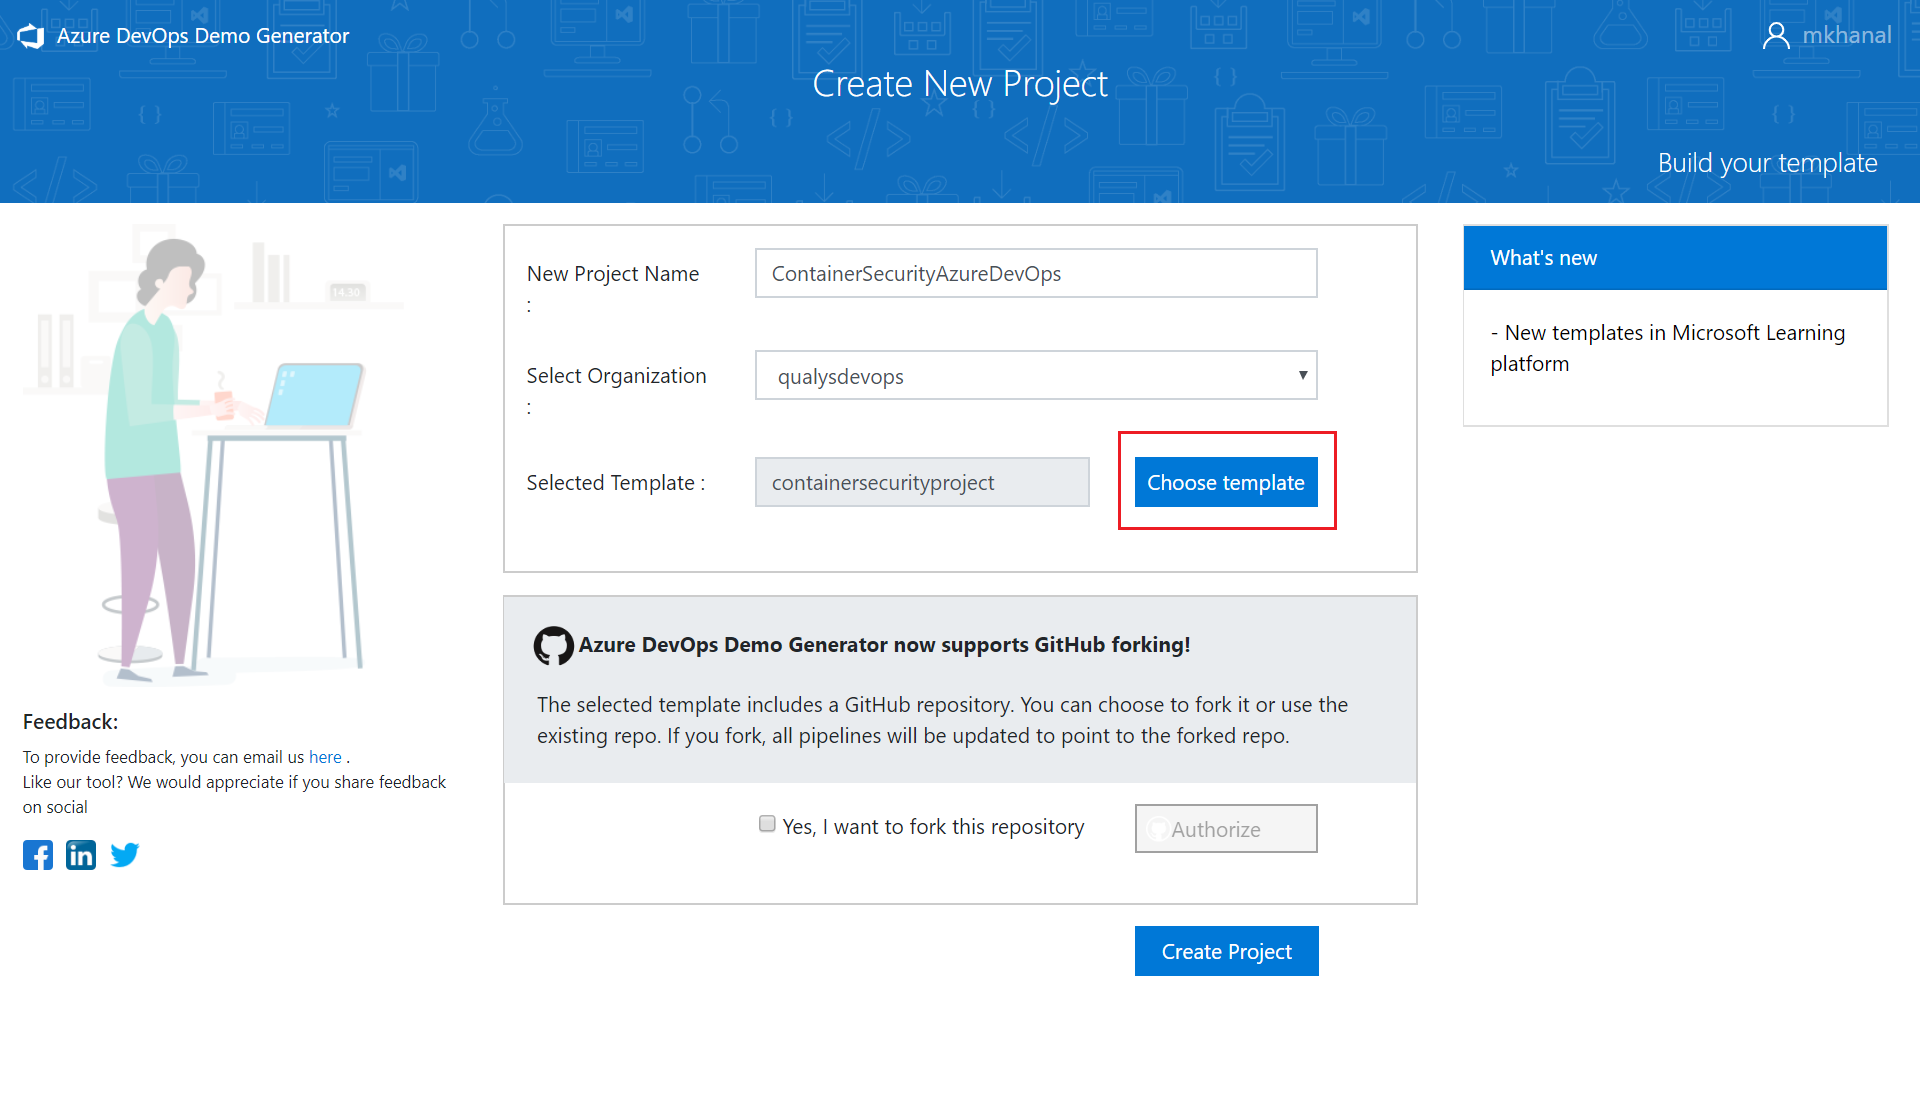 Azure DevOps Demo Generator
mkhanal
Create New Project
Build your template
14.30
New Project Name
:
ContainerSecurityAzureDevOps
Select Organization
:
qualysdevops
Selected Template :
containersecurityproject
Choose template
What's new
- New templates in Microsoft Learning
platform
Azure DevOps Demo Generator now supports GitHub forking!
The selected template includes a GitHub repository. You can choose to fork it or use the
existing repo. If you fork, all pipelines will be updated to point to the forked repo.
Yes, I want to fork this repository
Authorize
Create Project
Feedback:
To provide feedback, you can email us here .
Like our tool? We would appreciate if you share feedback
on social